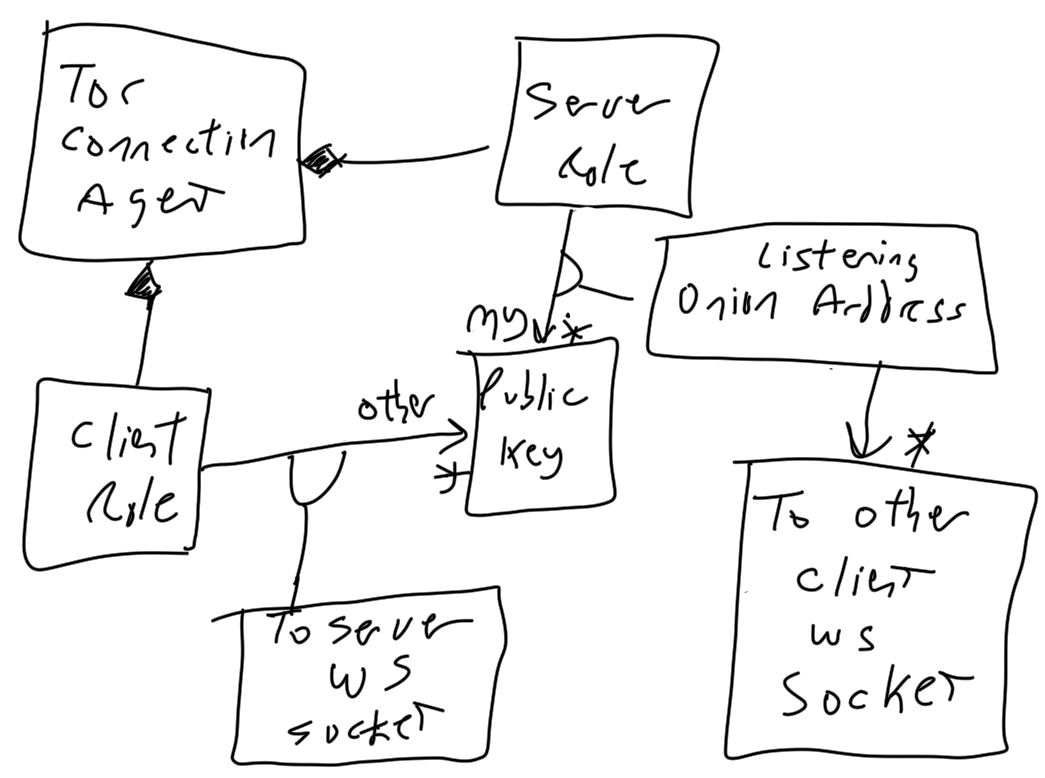 Tor
Connection
Agent
Server
Role
Listening
Onion Address
my *
Public
Key
other
*
Client
Role
*
To other
client
ws
Socket
To server
WS
socket